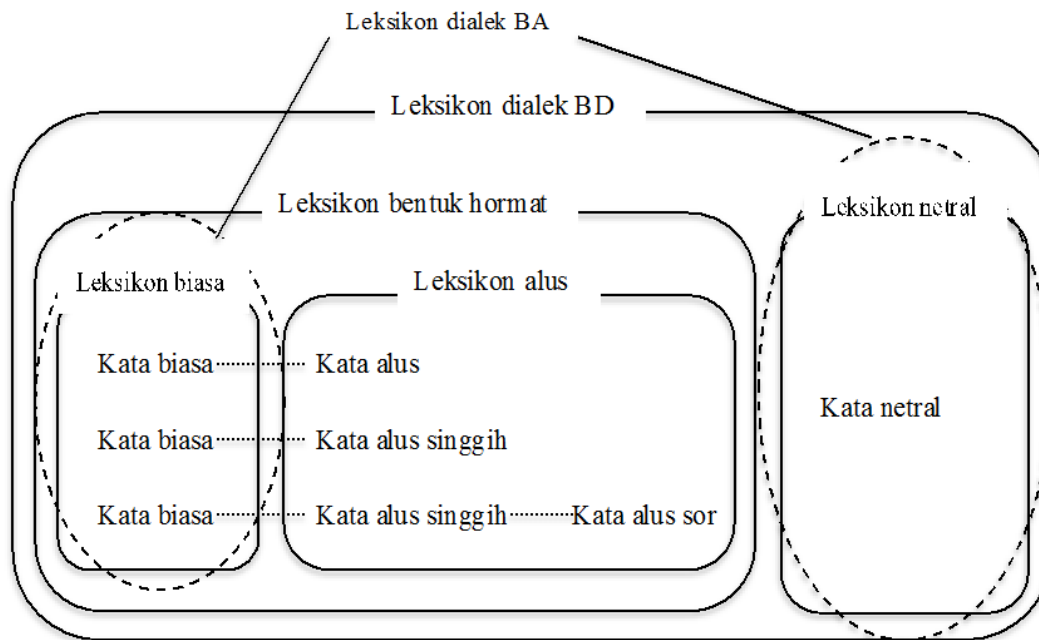 Leksikon dialek BA
Leksikon dialek BD
Leksikon bentuk hormat
Leksikon netral
Leksikon biasa
Leksikon alus
Kata biasa
Kata alus
Kata biasa
Kata alus singgih
Kata biasa
Kata alus singgih
Kata alus sor
Kata netral